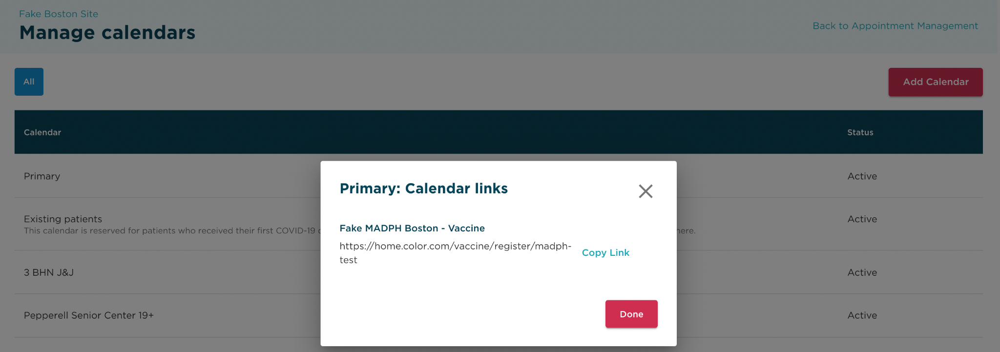 Fake Boston Site
Manage calendars
Back to Appointment Management
All
Add Calendar
Calendar
Status
Primary
Active
Existing patients
Active
This calendar is reserved for patients who received their first COVID-19
here.
3 BHN J&J
Active
Pepperell Senior Center 19+
Active
Primary: Calendar links
Fake MADPH Boston - Vaccine
https://home.color.com/vaccine/register/madph-
test
Copy Link
Done